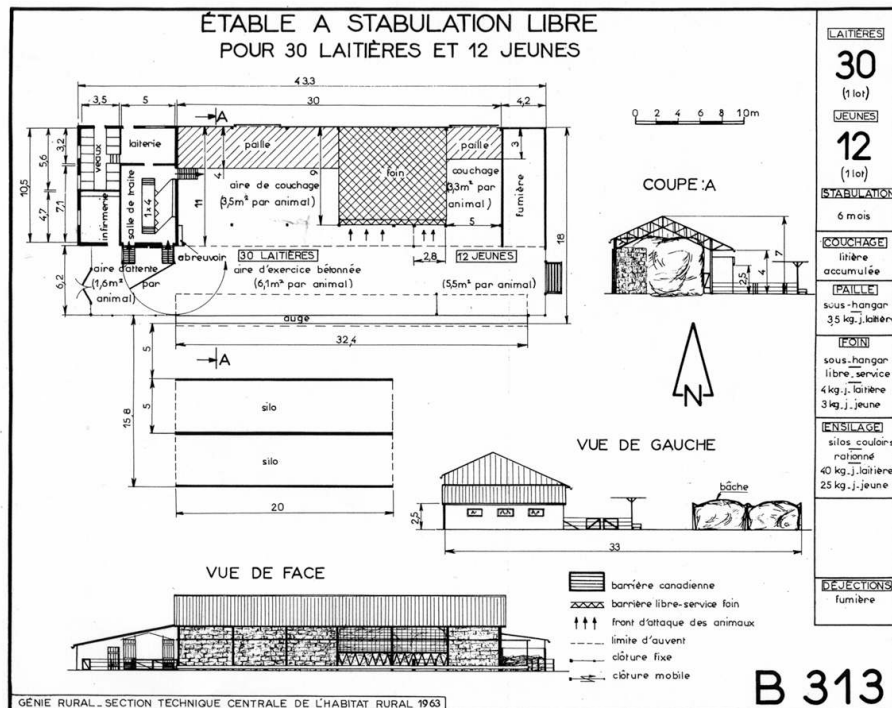 ÉTABLE A STABULATION LIBRE
POUR 30 LAITIÈRES ET 12 JEUNES
43,3
3,5
5
30
4,2
A
10,5
5,6
4,7
3,2
7,1
veaux
infirmerie
laiterie
salle de traite
1x4
paille
4
11
aire de couchage
(3,5m² par animal)
9
foin
paille
couchage
(3,3m² par
animal)
5
3
fumière
18
abreuvoir
30 LAITIÈRES
2,8
12 JEUNES
aire d'exercice bétonnée
(6,1m² par animal)
(5,5m² par animal)
6,2
aire d'attente
(1,6m² par
animal)
auge
32,4
A
15,8
5
5
silo
silo
20
0 2 4 6 8 10m
COUPE:A
2,5
4
7
N
VUE DE GAUCHE
2,5
bâche
33
VUE DE FACE
barrière canadienne
barrière libre-service foin
front d'attaque des animaux
limite d'auvent
clôture fixe
clôture mobile
LAITIÈRES
30
(1 lot)
JEUNES
12
(1 lot)
STABULATION
6 mois
COUCHAGE
litière
accumulée
PAILLE
sous-hangar
3,5 kg.j.laitière
FOIN
sous-hangar
libre_service
4kg.j.laitière
3kg.j.jeune
ENSILAGE
silos couloirs
rationné
40 kg.j.laitière
25 kg.j.jeune
DÉJECTIONS
fumière
B 313
GÉNIE RURAL_SECTION TECHNIQUE CENTRALE DE L'HABITAT RURAL 1963